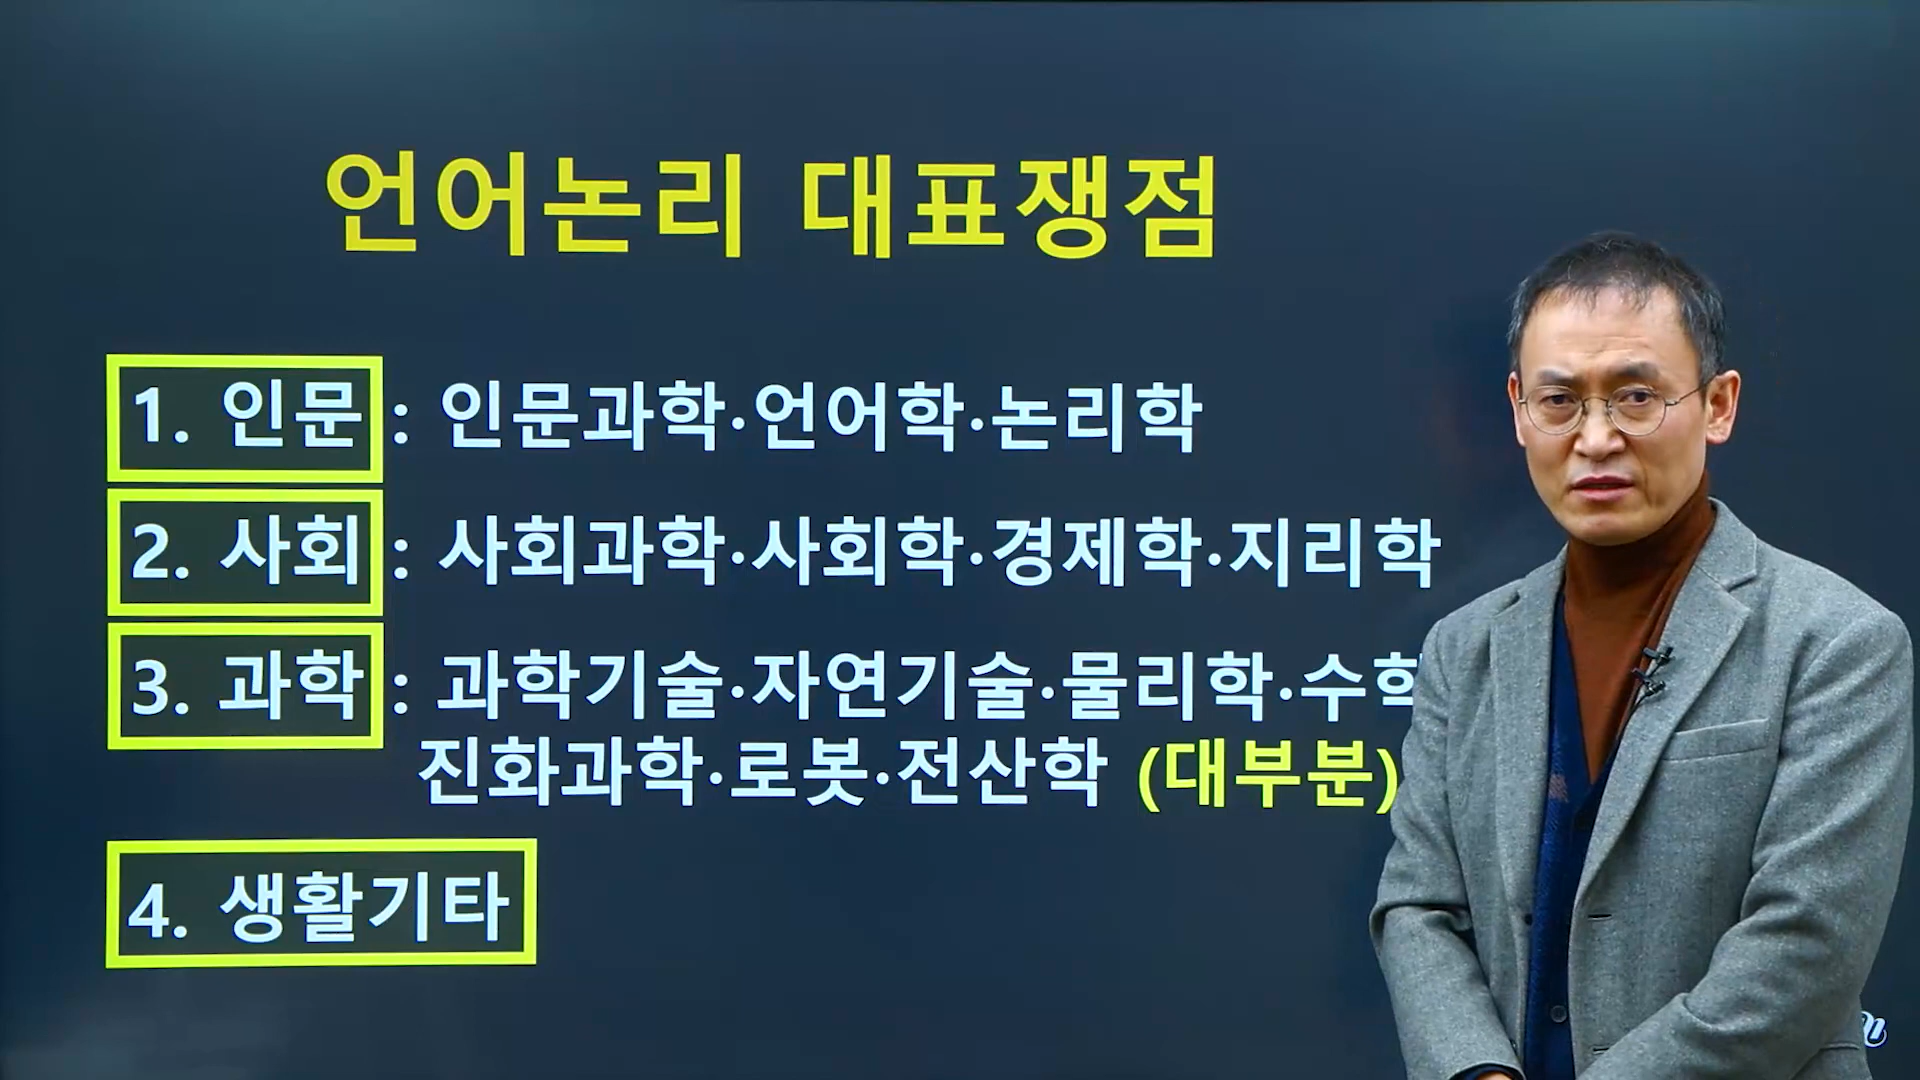 언어논리 대표쟁점
1. 인문 : 인문과학·언어학·논리학
2. 사회 : 사회과학·사회학·경제학·지리학
3. 과학 : 과학기술·자연기술·물리학·수학
진화과학·로봇·전산학 (대부분)
4. 생활기타